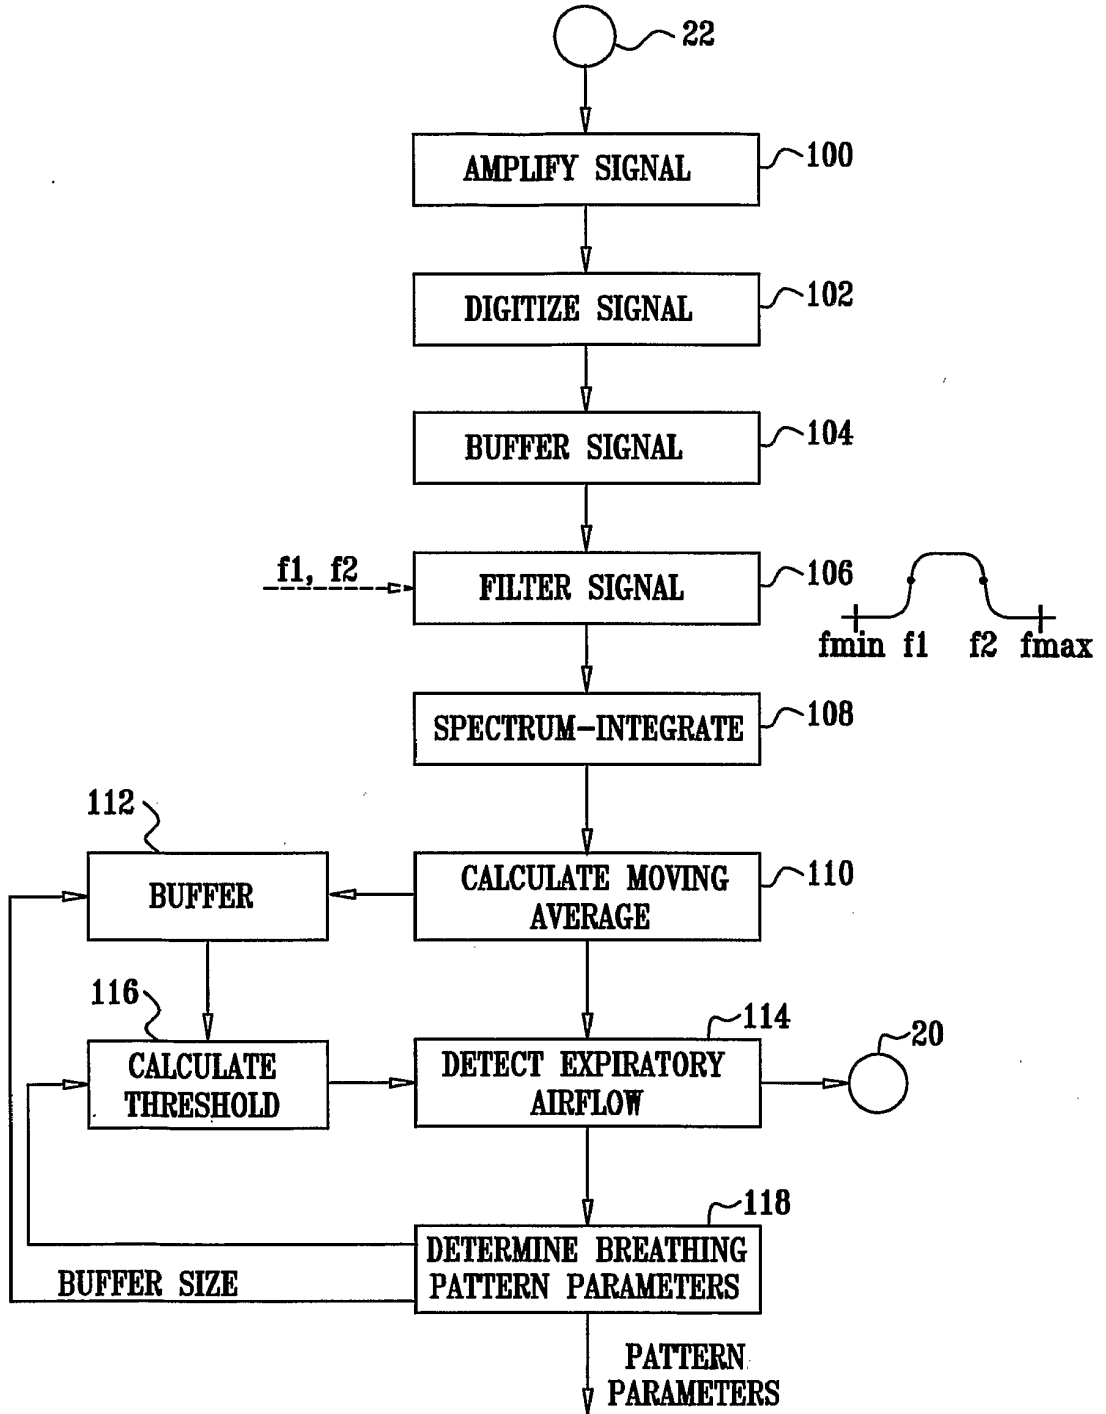 22
AMPLIFY SIGNAL
100
DIGITIZE SIGNAL
102
BUFFER SIGNAL
104
f1, f2
FILTER SIGNAL
106
fmin f1 f2 fmax
SPECTRUM-INTEGRATE
108
112
BUFFER
CALCULATE MOVING
AVERAGE
110
116
CALCULATE
THRESHOLD
114
DETECT EXPIRATORY
AIRFLOW
20
118
DETERMINE BREATHING
PATTERN PARAMETERS
BUFFER SIZE
PATTERN
PARAMETERS